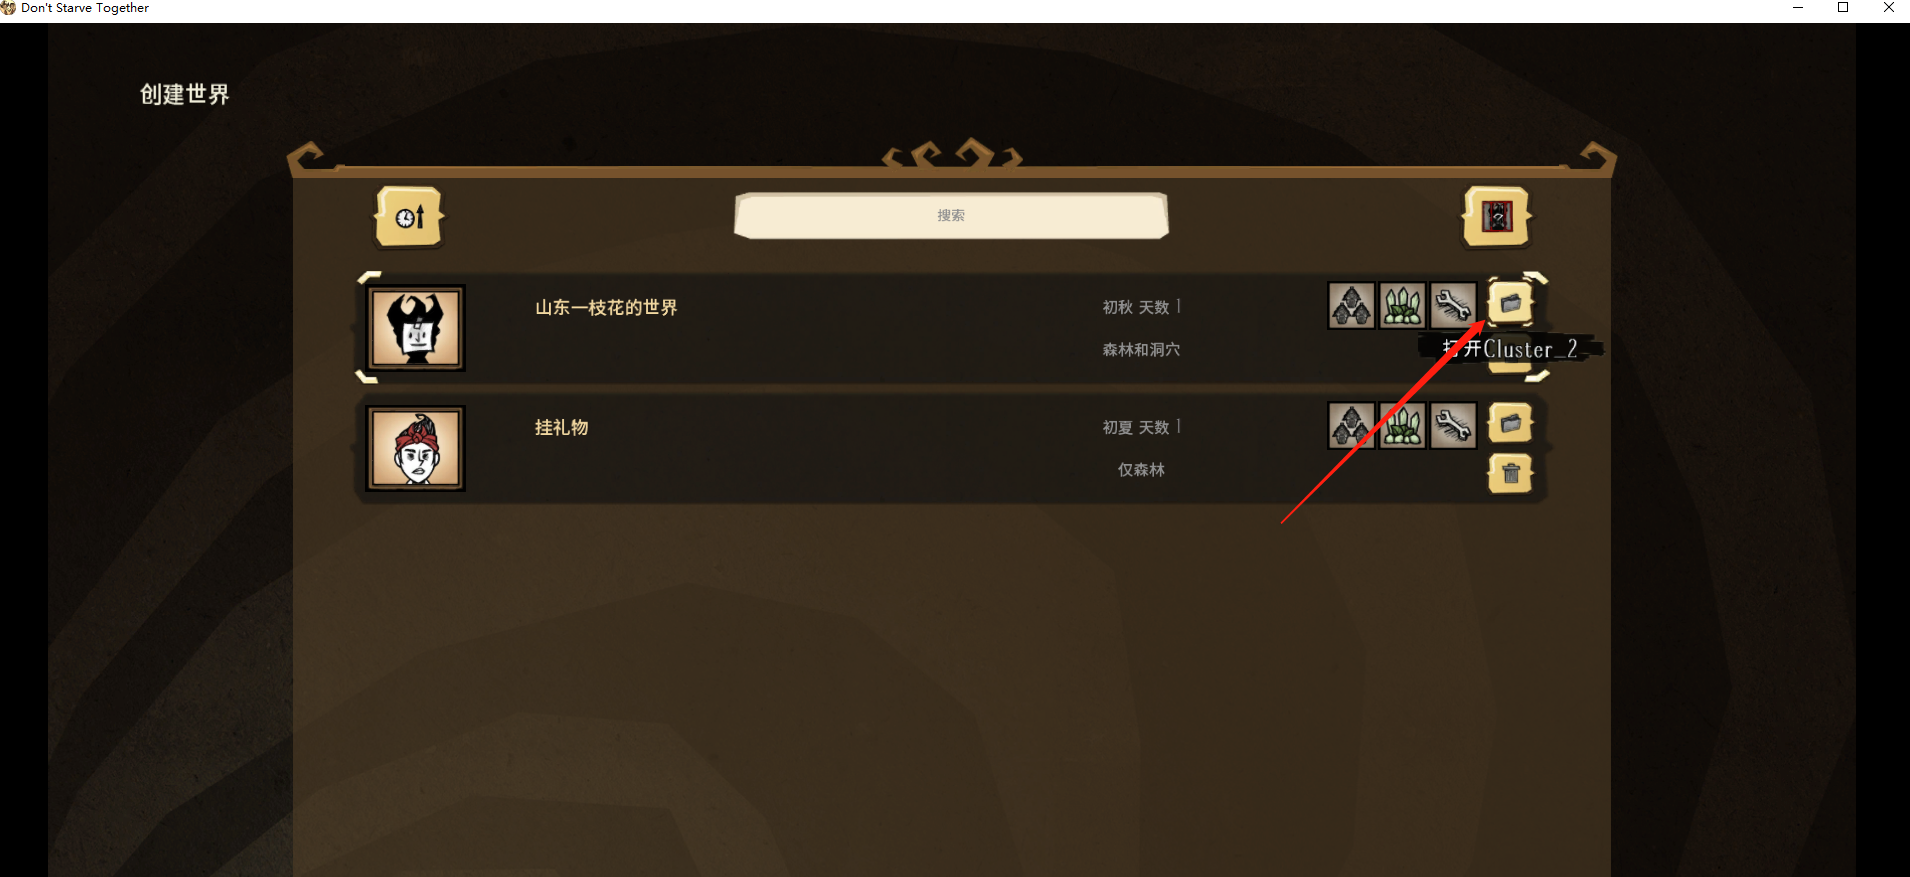 Don't Starve Together
创建世界
搜索
山东一枝花的世界
初秋 天数 1
森林和洞穴
打开Cluster_2
挂礼物
初夏 天数 1
仅森林